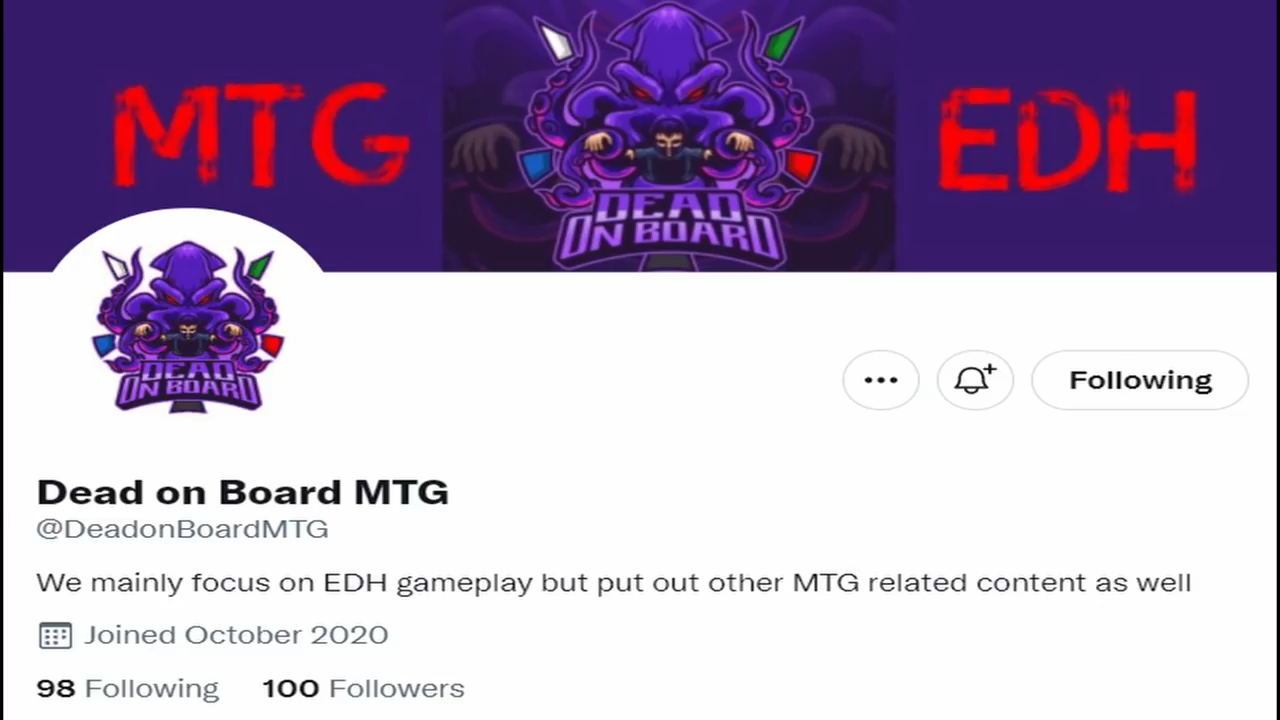 MTG
EDH
DEAD
ON BOARD
DEAD
ON BOARD
Following
Dead on Board MTG
@DeadonBoardMTG
We mainly focus on EDH gameplay but put out other MTG related content as well
Joined October 2020
98 Following 100 Followers